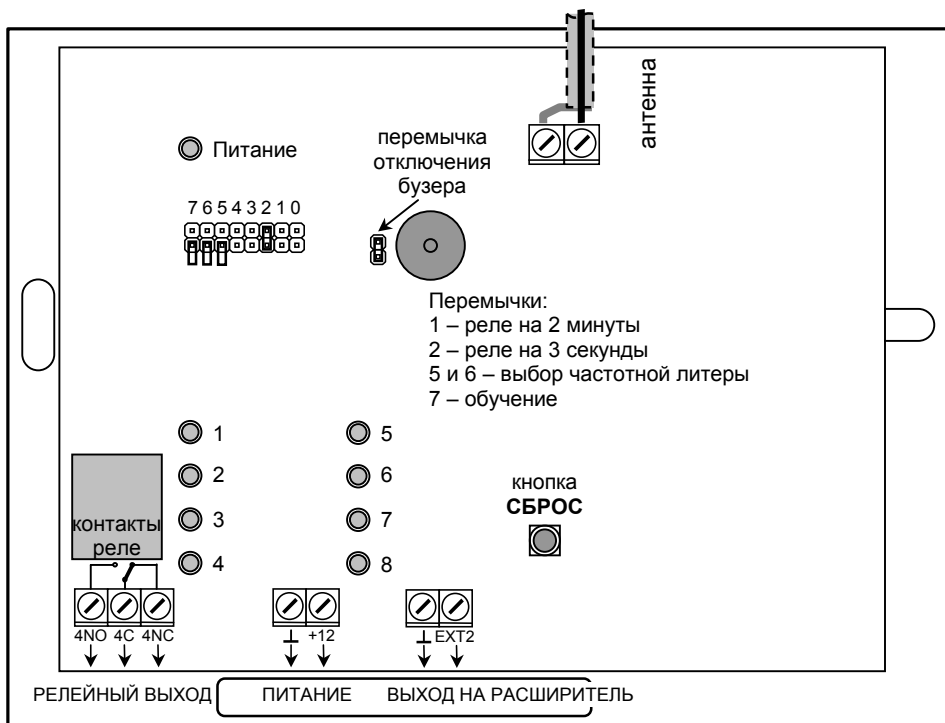 антенна
Питание
перемычка
отключения
бузера
7 6 5 4 3 2 1 0
Перемычки:
1 – реле на 2 минуты
2 – реле на 3 секунды
5 и 6 – выбор частотной литеры
7 – обучение
1
2
3
4
5
6
7
8
кнопка
СБРОС
контакты
реле
4NO 4C 4NC
+12
EXT2
РЕЛЕЙНЫЙ ВЫХОД
ПИТАНИЕ
ВЫХОД НА РАСШИРИТЕЛЬ